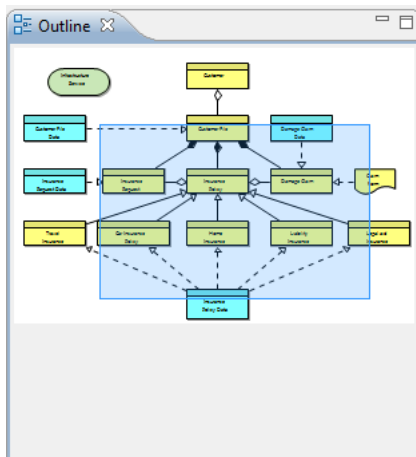 Outline
Infrastructure
Service
Customer
Customer File
Data
Customer File
Damage Claim
Data
Insurance
Request Data
Insurance
Request
Insurance
Policy
Damage Claim
Claim
Form
Travel
Insurance
Car Insurance
Policy
Home
Insurance
Liability
Insurance
Legal Aid
Insurance
Insurance
Policy Data